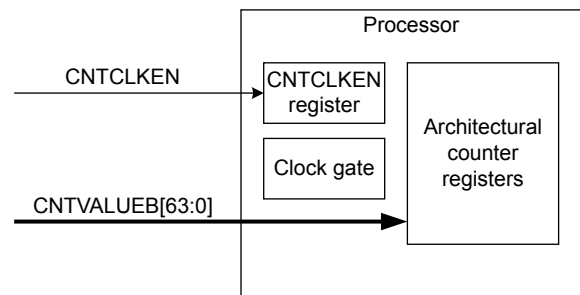 Processor
CNTCLKEN
CNTCLKEN
register
Architectural
counter
registers
Clock gate
CNTVALUEB[63:0]